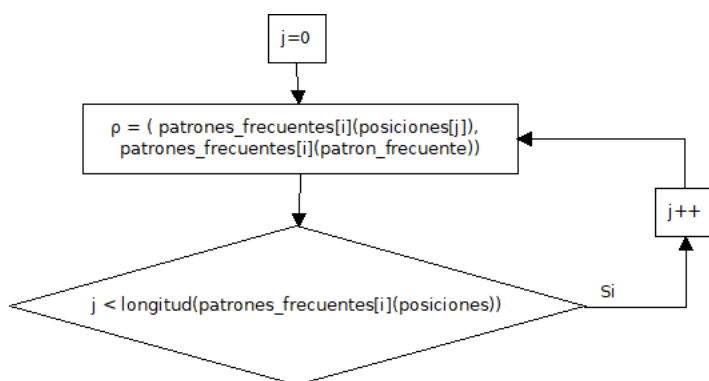 j=0
ρ = ( patrones_frecuentes[i](posiciones[j]),
patrones_frecuentes[i](patron_frecuente))
j++
j < longitud(patrones_frecuentes[i](posiciones))
Si